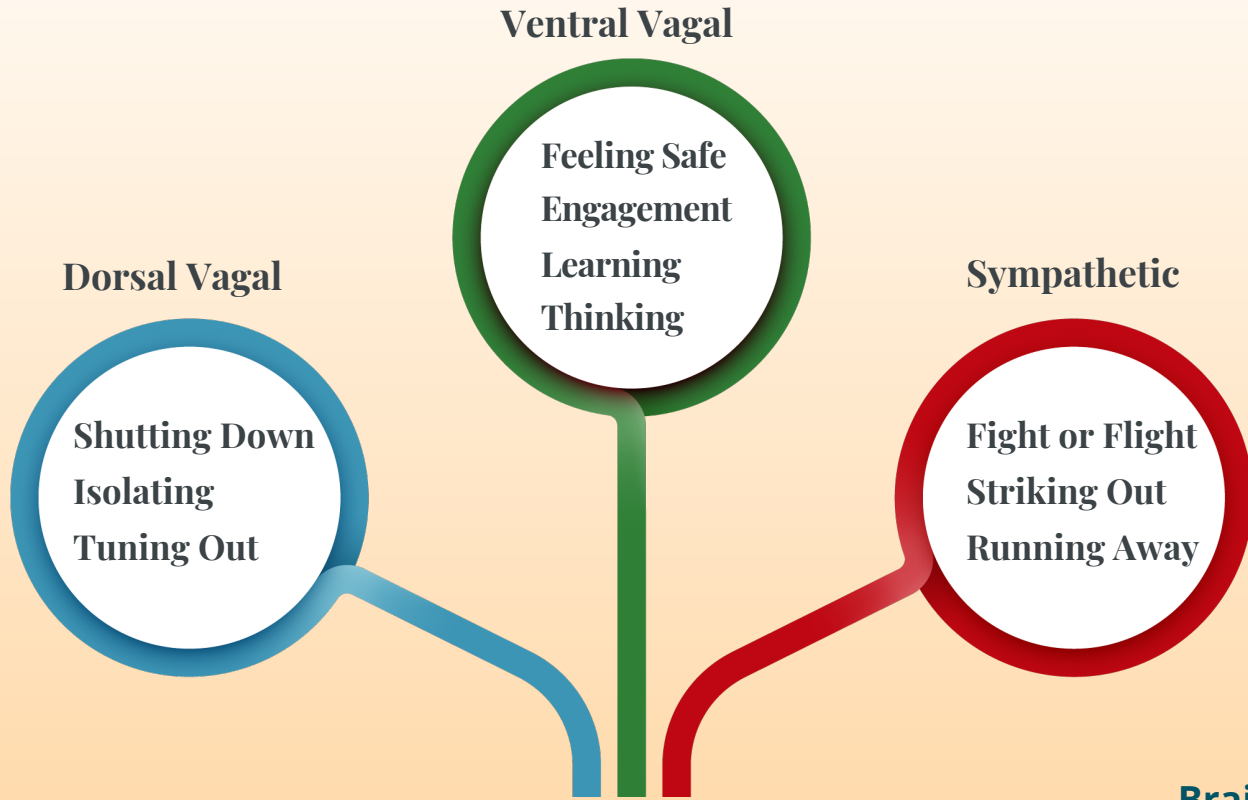 Ventral Vagal
Feeling Safe
Engagement
Learning
Thinking
Dorsal Vagal
Shutting Down
Isolating
Tuning Out
Sympathetic
Fight or Flight
Striking Out
Running Away